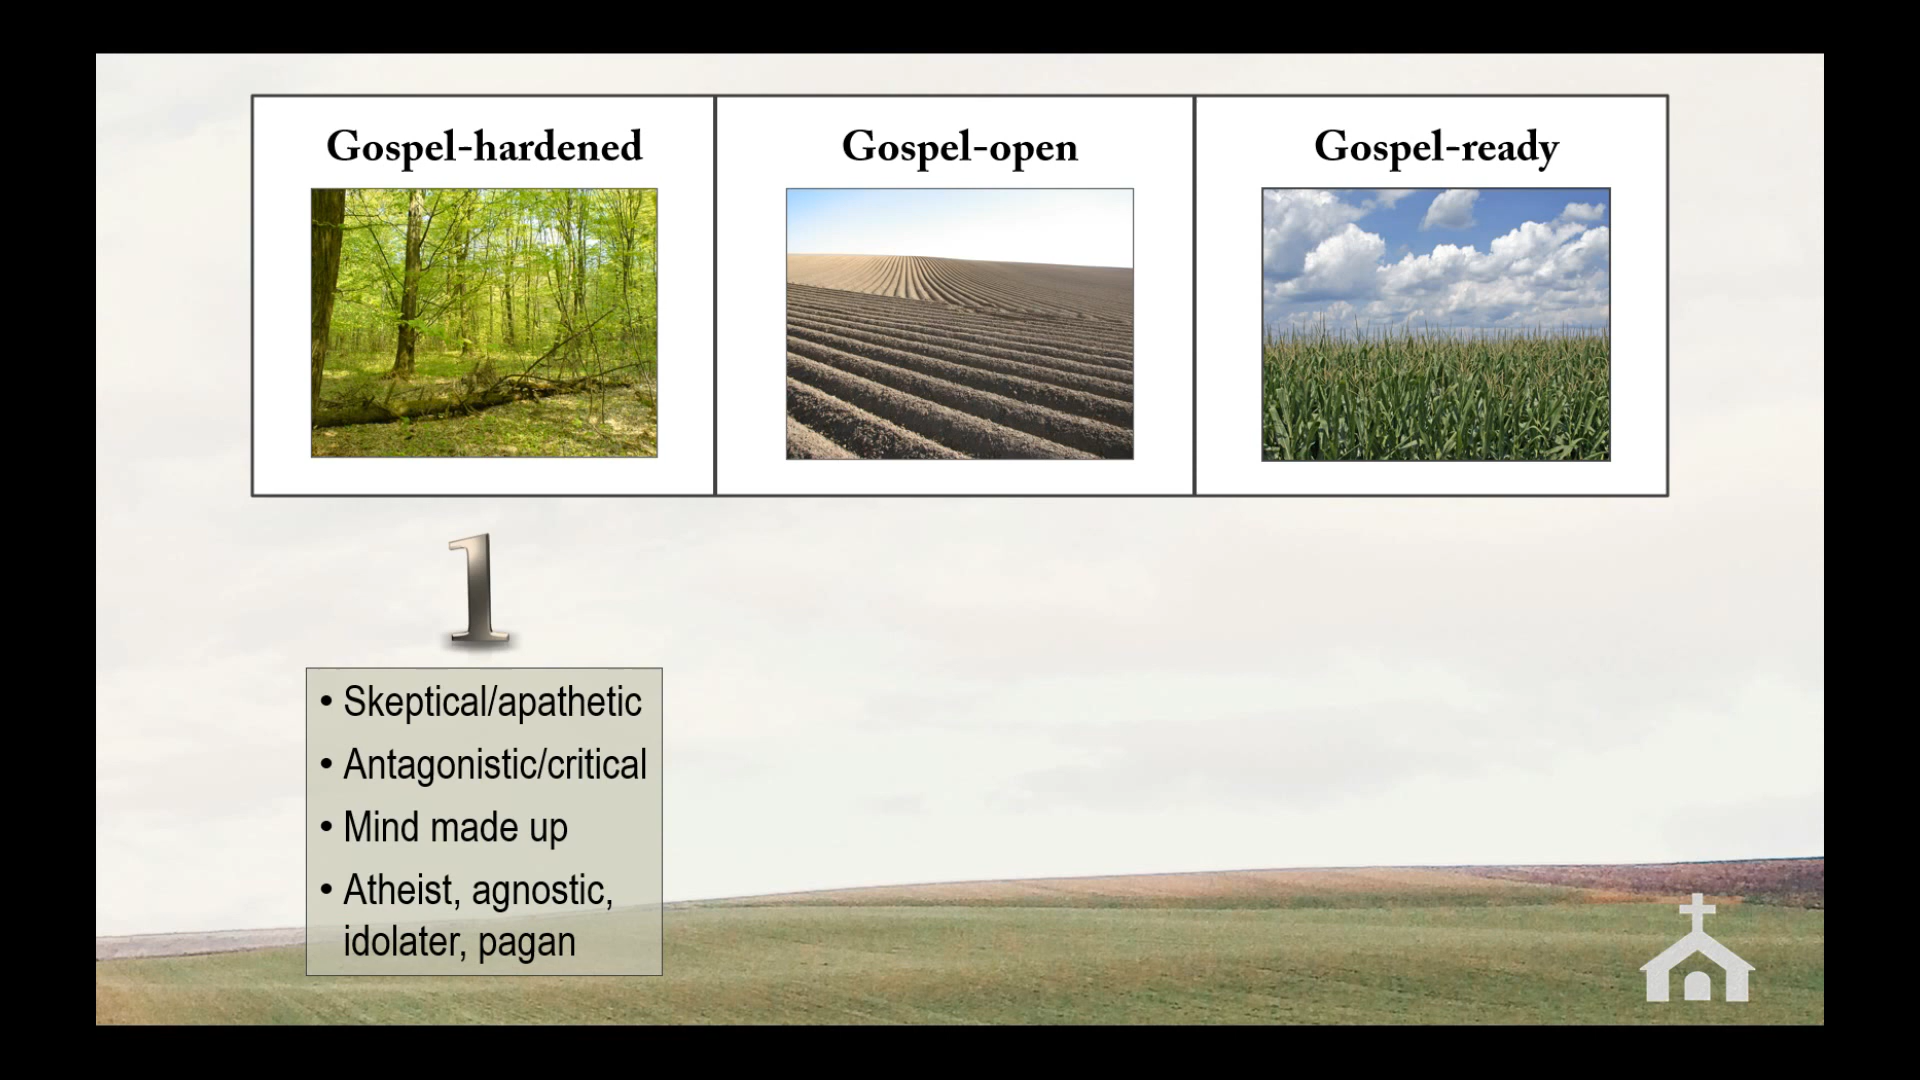 Gospel-hardened
Gospel-open
Gospel-ready
1
• Skeptical/apathetic
• Antagonistic/critical
• Mind made up
• Atheist, agnostic,
idolater, pagan